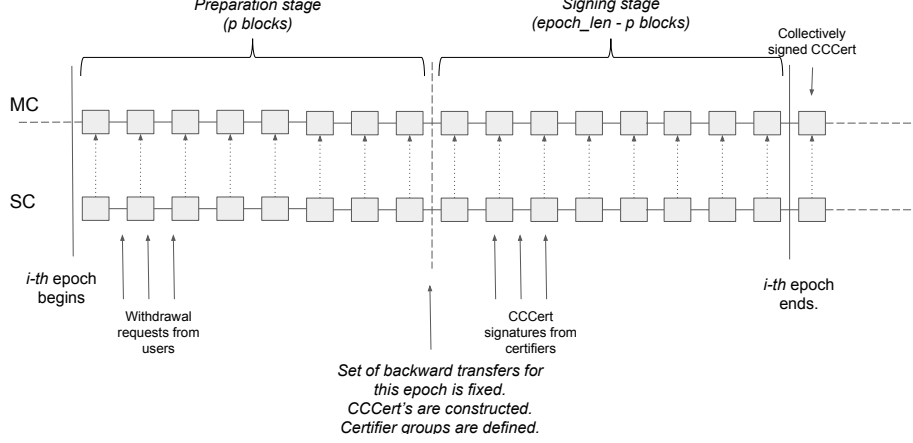 Preparation stage
(p blocks)
Signing stage
(epoch_len - p blocks)
Collectively
signed CCCert
MC
SC
i-th epoch
begins
Withdrawal
requests from
users
CCCert
signatures from
certifiers
i-th epoch
ends.
Set of backward transfers for
this epoch is fixed.
CCCert's are constructed.
Certifier groups are defined.